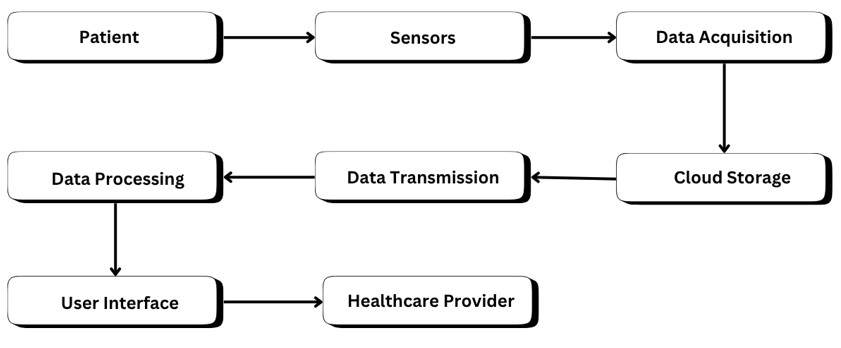 Patient
Sensors
Data Acquisition
Data Processing
Data Transmission
Cloud Storage
User Interface
Healthcare Provider